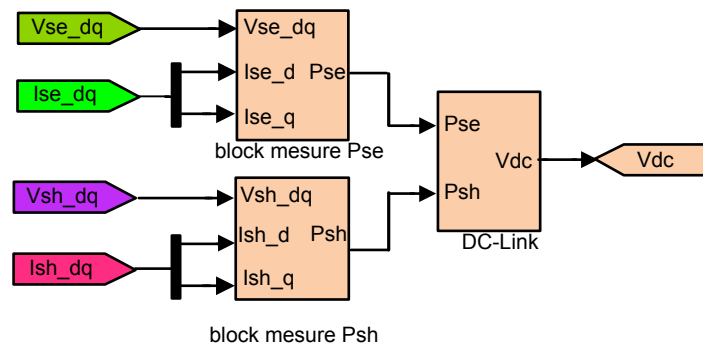 Vse_dq
Vse_dq
Ise_dq
Ise_d
Pse
Ise_q
block mesure Pse
Vsh_dq
Vsh_dq
Ish_d
Psh
Ish_dq
Ish_q
block mesure Psh
Pse
Vdc
Psh
DC-Link
Vdc